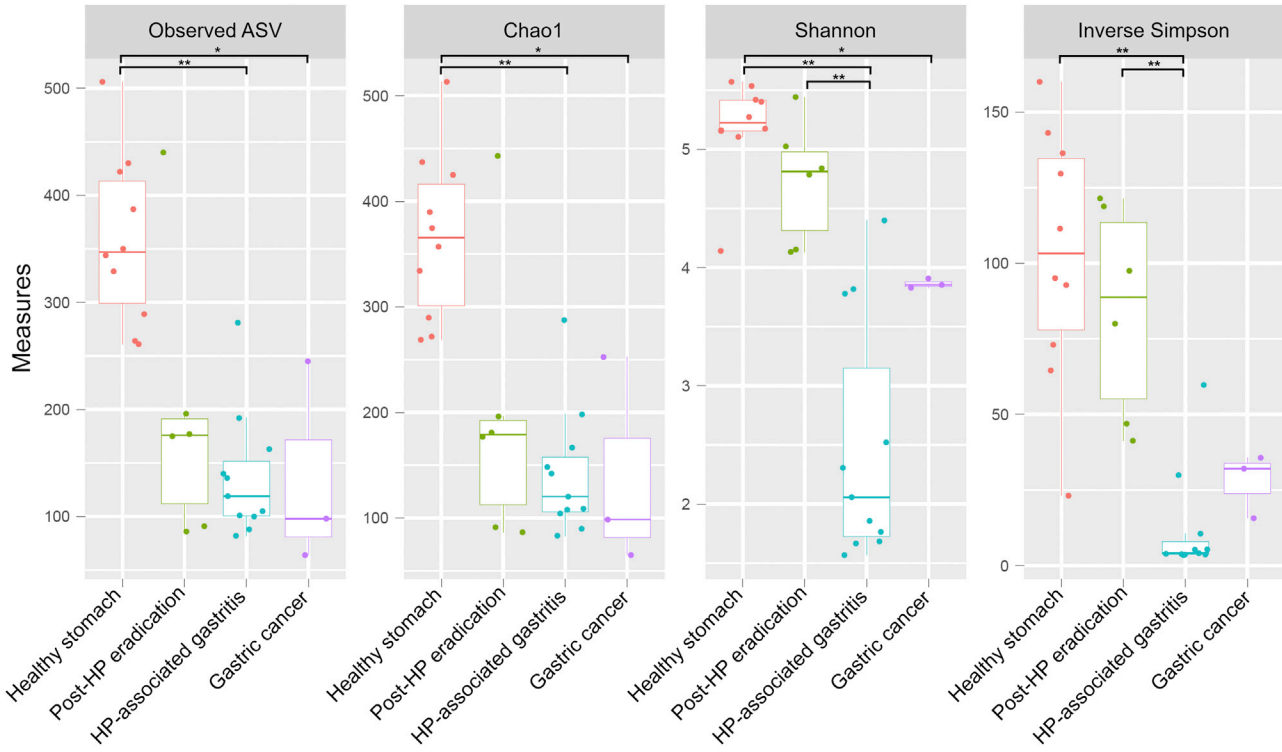 Observed ASV
Chao1
Shannon
Inverse Simpson
*
**
*
**
*
**
**
**
**
Measures
500
400
300
200
100
500
400
300
200
100
5
4
3
2
150
100
50
0
Healthy stomach
Post-HP eradication
HP-associated gastritis
Gastric cancer
Healthy stomach
Post-HP eradication
HP-associated gastritis
Gastric cancer
Healthy stomach
Post-HP eradication
HP-associated gastritis
Gastric cancer
Healthy stomach
Post-HP eradication
HP-associated gastritis
Gastric cancer